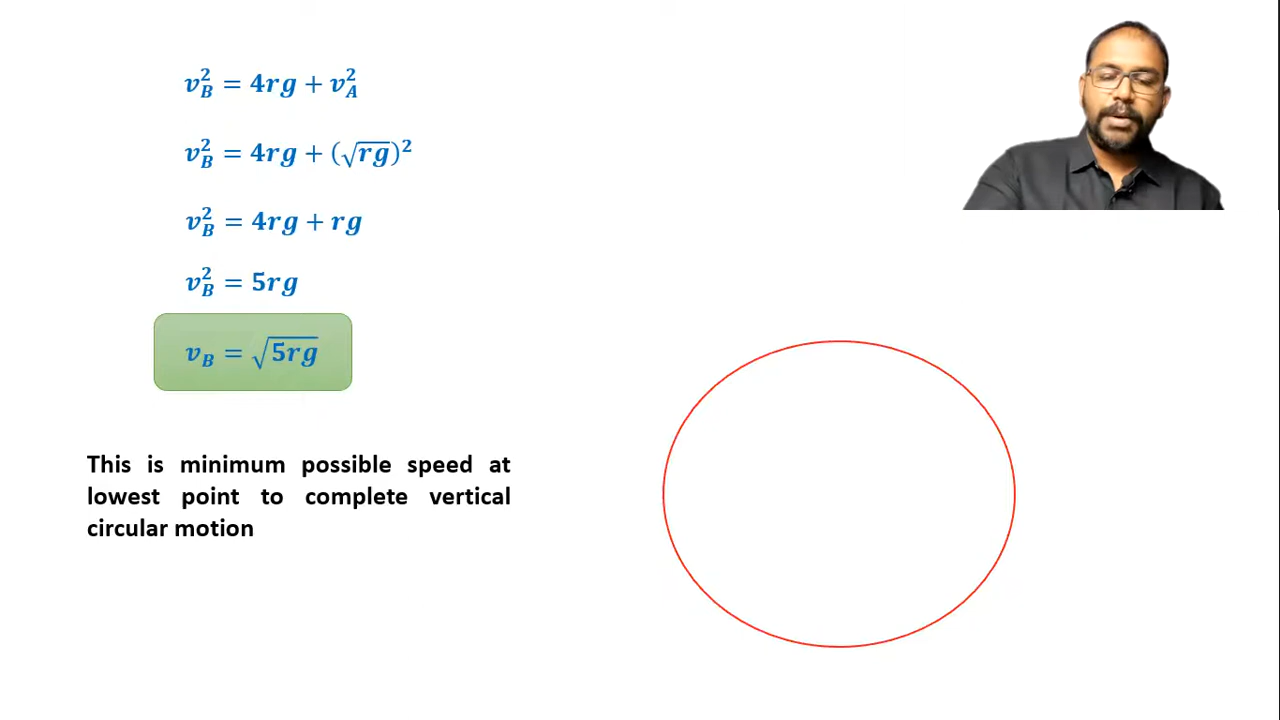 v_B^2 = 4rg + v_A^2
v_B^2 = 4rg + (√rg)^2
v_B^2 = 4rg + rg
v_B^2 = 5rg
v_B = √5rg
This is minimum possible speed at
lowest point to complete vertical
circular motion